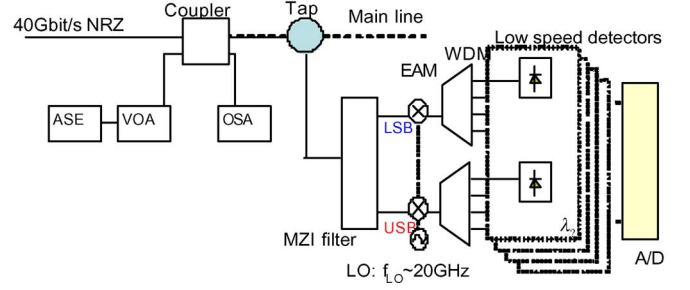 Coupler
Tap
40Gbit/s NRZ
Main line
Low speed detectors
WDM
EAM
ASE
VOA
OSA
LSB
USB
λ₂
MZI filter
A/D
LO: f_LO~20GHz